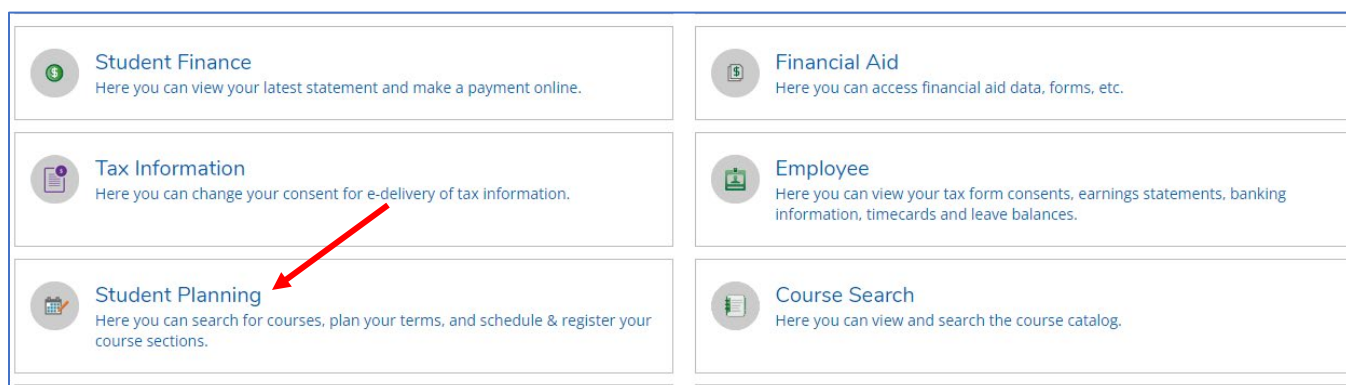 Student Finance
Here you can view your latest statement and make a payment online.
Financial Aid
Here you can access financial aid data, forms, etc.
Tax Information
Here you can change your consent for e-delivery of tax information.
Employee
Here you can view your tax form consents, earnings statements, banking
information, timecards and leave balances.
Student Planning
Here you can search for courses, plan your terms, and schedule & register your
course sections.
Course Search
Here you can view and search the course catalog.